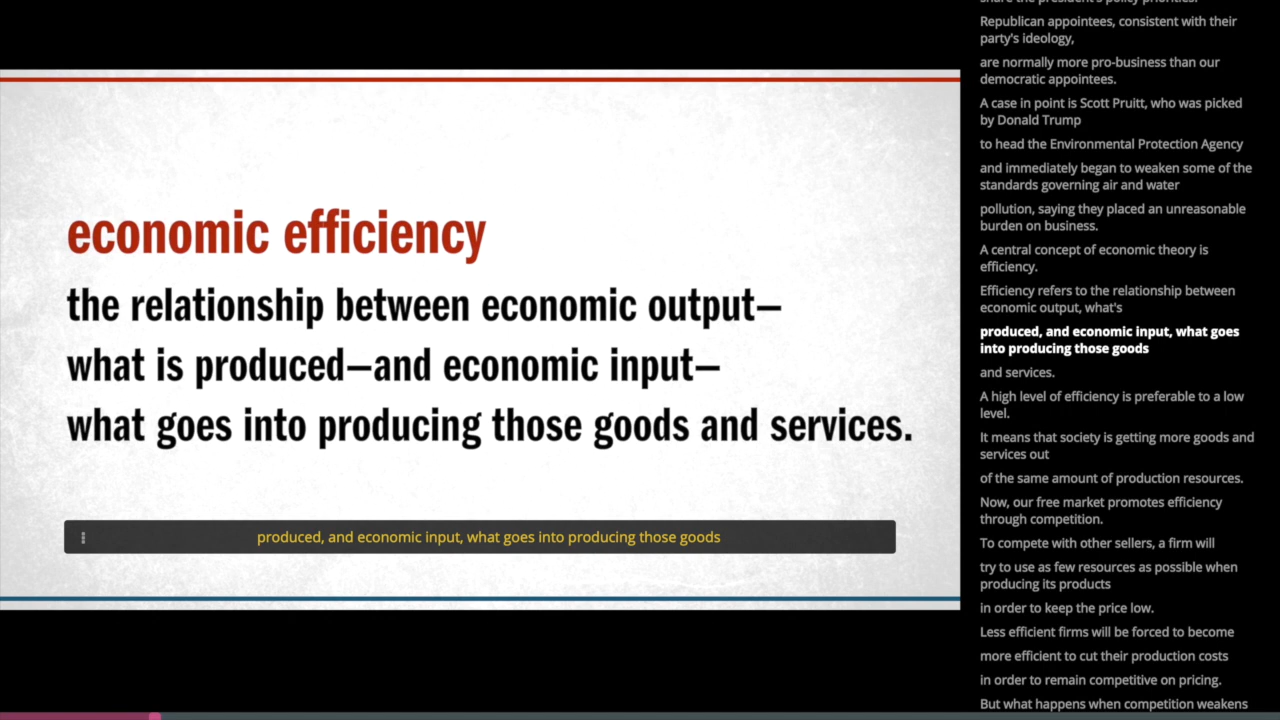 economic efficiency
the relationship between economic output—
what is produced—and economic input—
what goes into producing those goods and services.
produced, and economic input, what goes into producing those goods
Republican appointees, consistent with their
party's ideology,
are normally more pro-business than our
democratic appointees.
A case in point is Scott Pruitt, who was picked
by Donald Trump
to head the Environmental Protection Agency
and immediately began to weaken some of the
standards governing air and water
pollution, saying they placed an unreasonable
burden on business.
A central concept of economic theory is
efficiency.
Efficiency refers to the relationship between
economic output, what's
produced, and economic input, what goes
into producing those goods
and services.
A high level of efficiency is preferable to a low
level.
It means that society is getting more goods and
services out
of the same amount of production resources.
Now, our free market promotes efficiency
through competition.
To compete with other sellers, a firm will
try to use as few resources as possible when
producing its products
in order to keep the price low.
Less efficient firms will be forced to become
more efficient to cut their production costs
in order to remain competitive on pricing.
But what happens when competition weakens